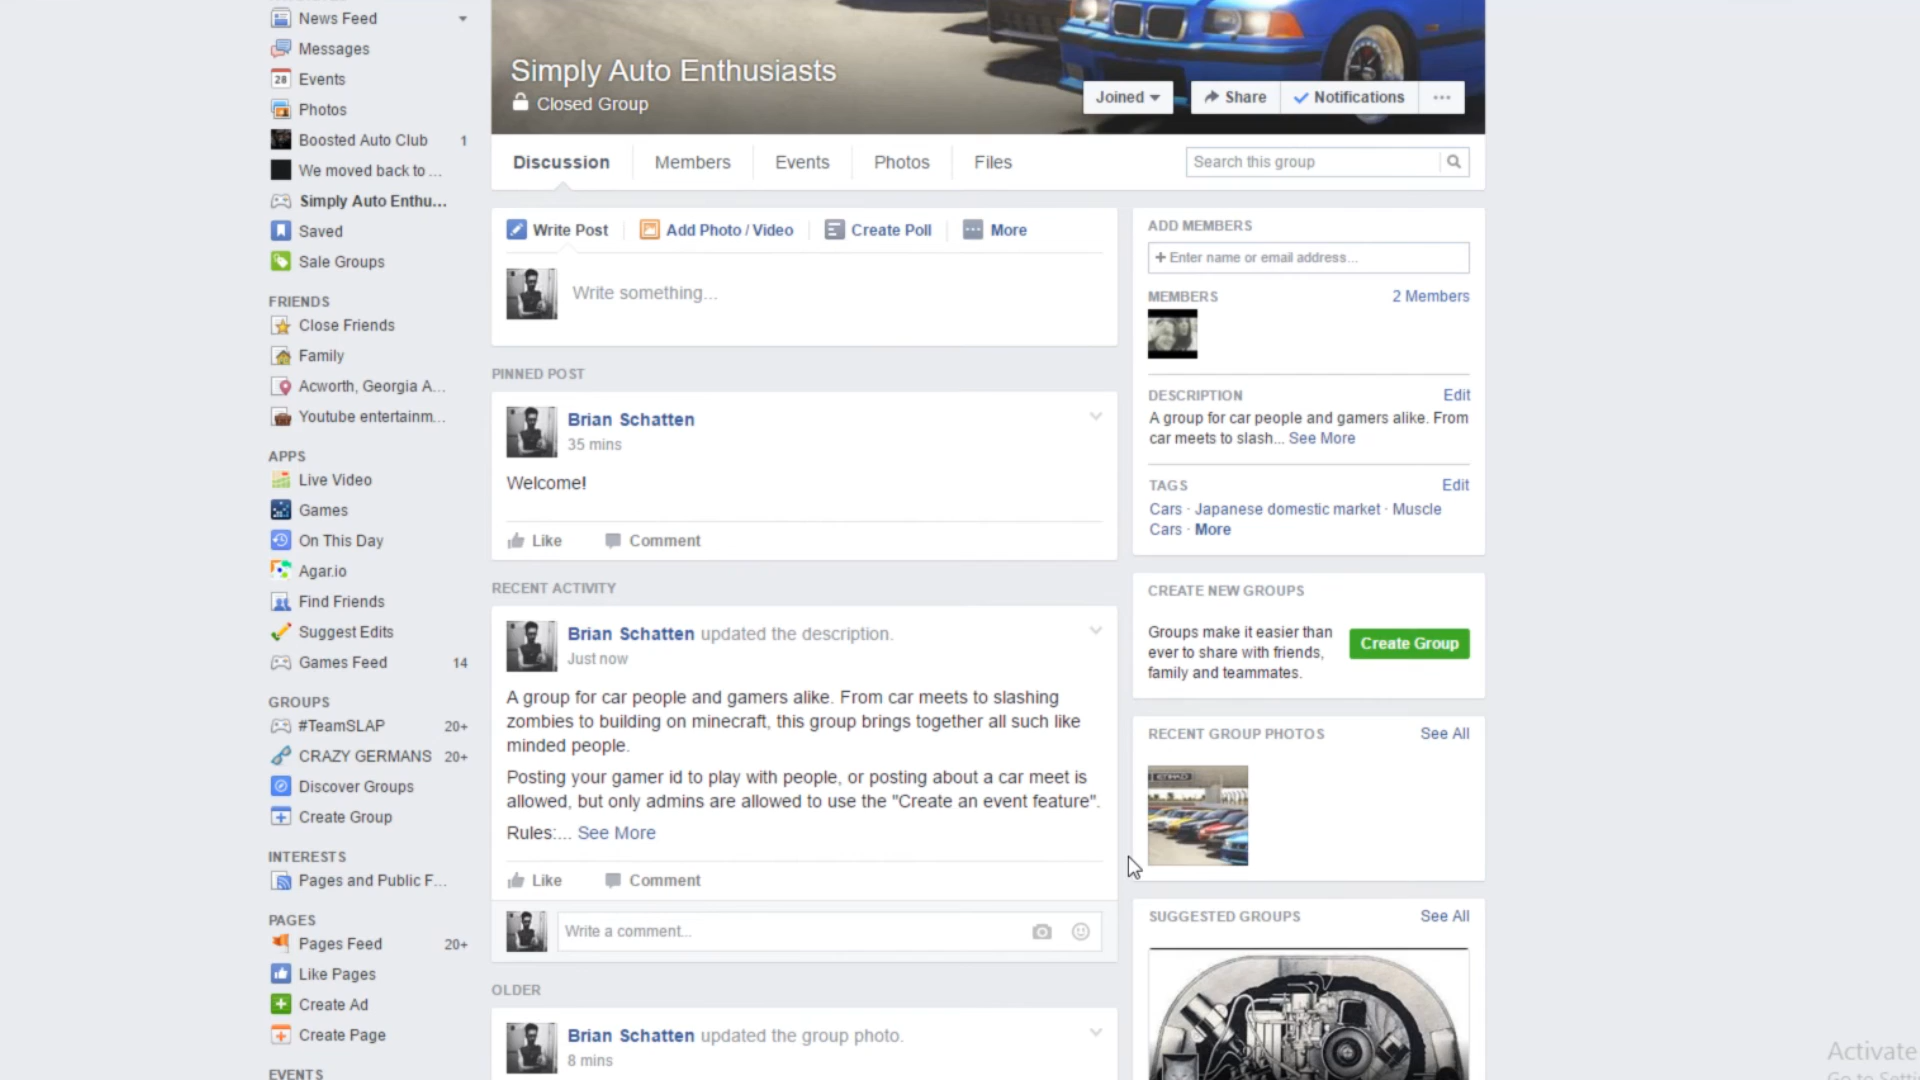 News Feed
Messages
28 Events
Photos
Boosted Auto Club 1
We moved back to ...
Simply Auto Enthu...
Saved
Sale Groups
FRIENDS
Close Friends
Family
Acworth, Georgia A...
Youtube entertainm...
APPS
Live Video
Games
On This Day
Agar.io
Find Friends
Suggest Edits
Games Feed 14
GROUPS
#TeamSLAP 20+
CRAZY GERMANS 20+
Discover Groups
Create Group
INTERESTS
Pages and Public F...
PAGES
Pages Feed 20+
Like Pages
Create Ad
Create Page
EVENTS
Simply Auto Enthusiasts
Closed Group
Joined
Share
Notifications
Discussion Members Events Photos Files
Search this group
Write Post Add Photo / Video Create Poll More
Write something...
PINNED POST
Brian Schatten
35 mins
Welcome!
Like Comment
RECENT ACTIVITY
Brian Schatten updated the description.
Just now
A group for car people and gamers alike. From car meets to slashing
zombies to building on minecraft, this group brings together all such like
minded people.
Posting your gamer id to play with people, or posting about a car meet is
allowed, but only admins are allowed to use the "Create an event feature".
Rules:... See More
Like Comment
Write a comment...
OLDER
Brian Schatten updated the group photo.
8 mins
ADD MEMBERS
+ Enter name or email address...
MEMBERS 2 Members
DESCRIPTION Edit
A group for car people and gamers alike. From
car meets to slash... See More
TAGS Edit
Cars · Japanese domestic market · Muscle
Cars · More
CREATE NEW GROUPS
Groups make it easier than
ever to share with friends,
family and teammates.
Create Group
RECENT GROUP PHOTOS See All
SUGGESTED GROUPS See All
Activate